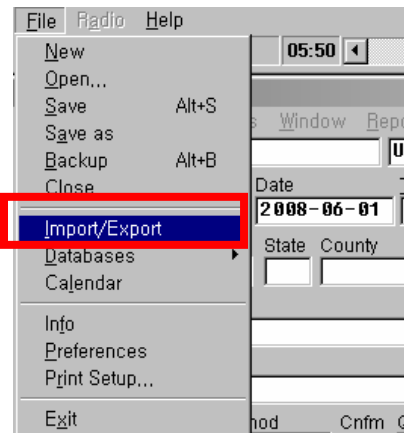 File Radio Help
New
Open...
Save Alt+S
Save as
Backup Alt+B
Close
Import/Export
Databases
Calendar
Info
Preferences
Print Setup...
Exit
05:50
Window
Date
2008-06-01
State County
Cnfm